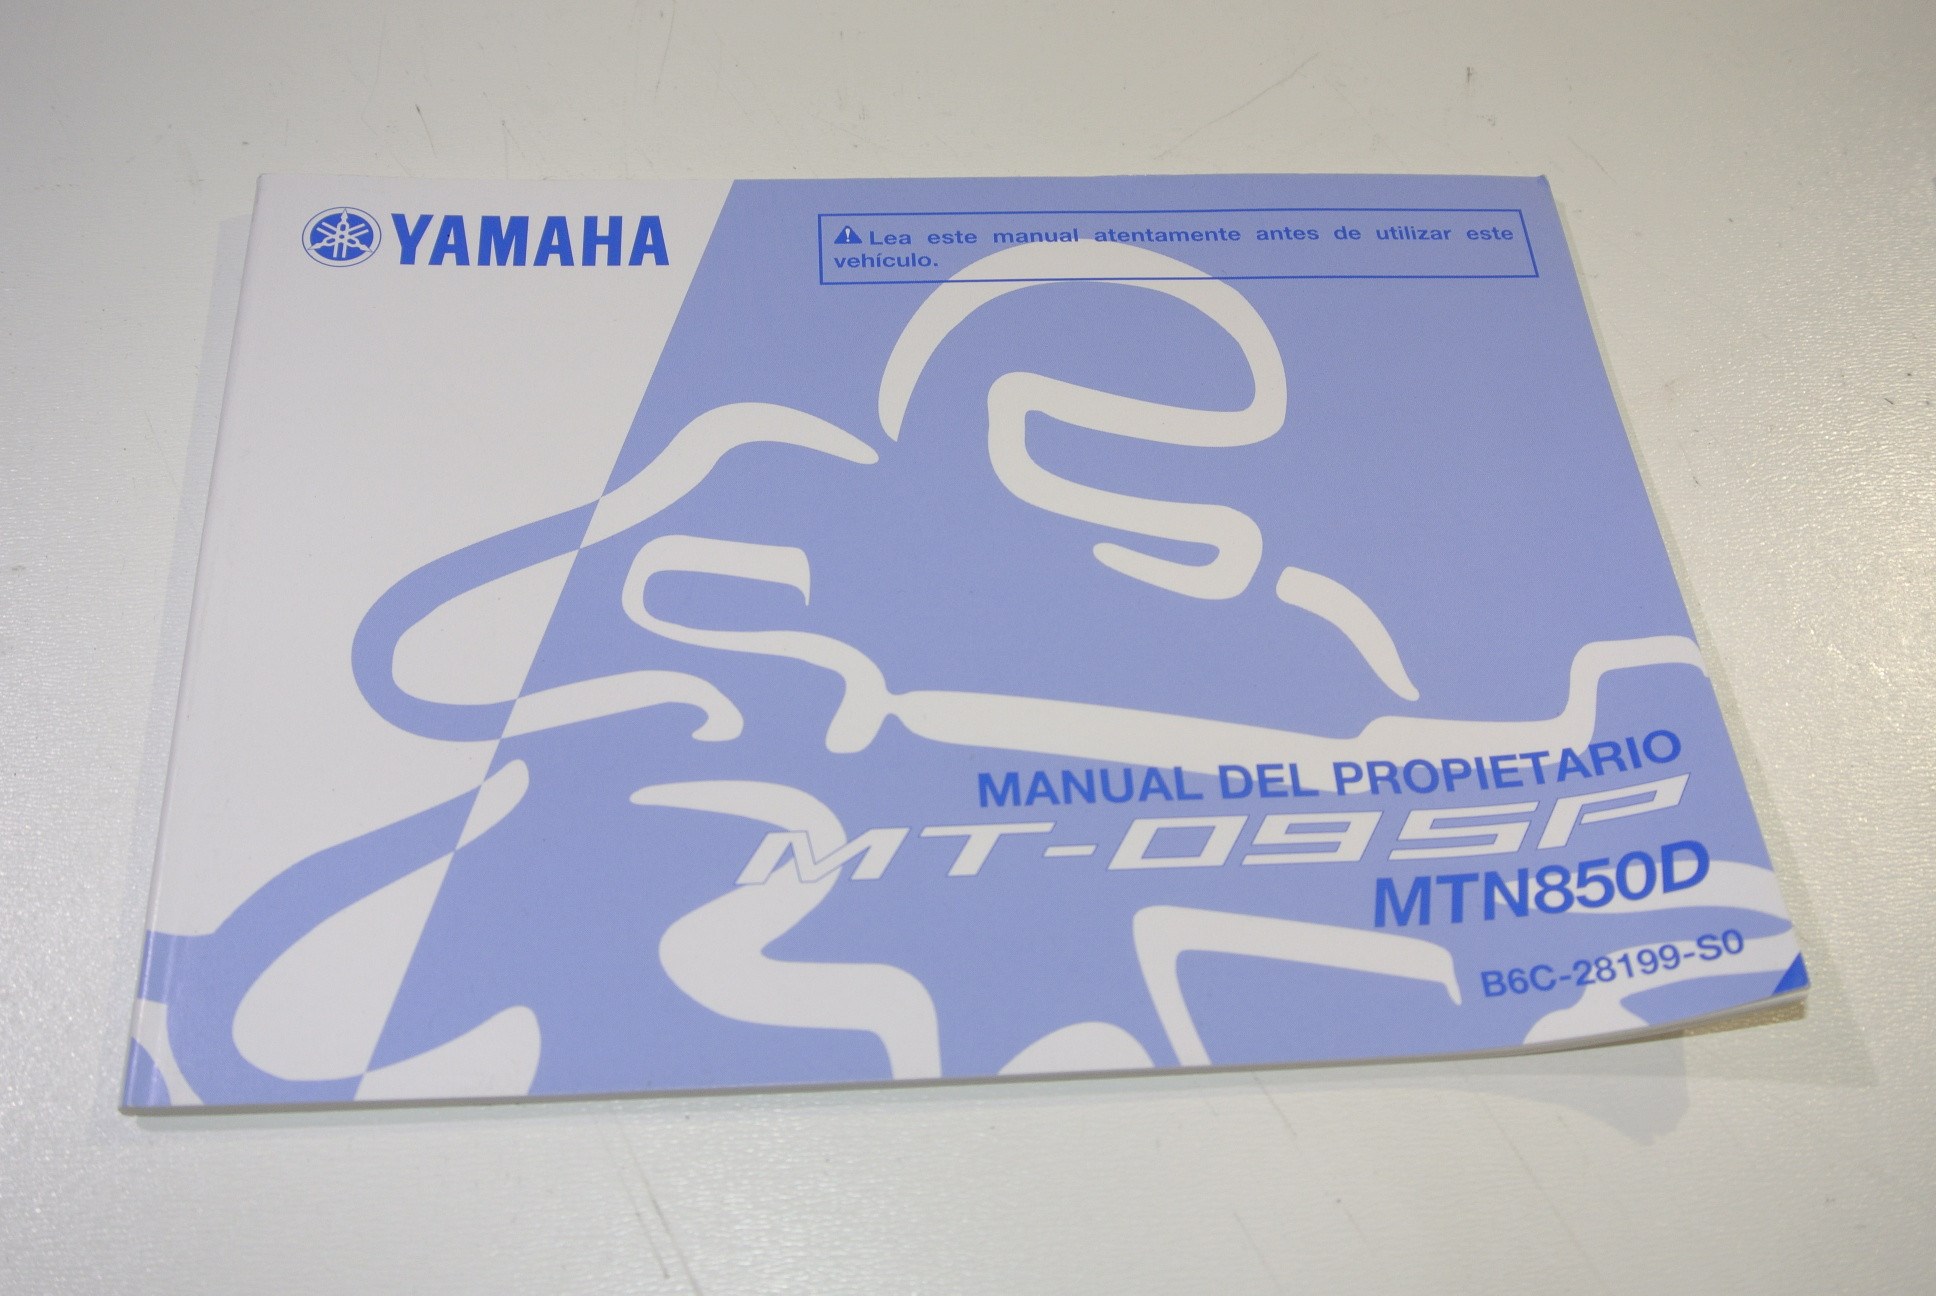 YAMAHA
Lea este manual atentamente antes de utilizar este
vehículo.
MANUAL DEL PROPIETARIO
MT-09SP
MTN850D
B6C-28199-S0